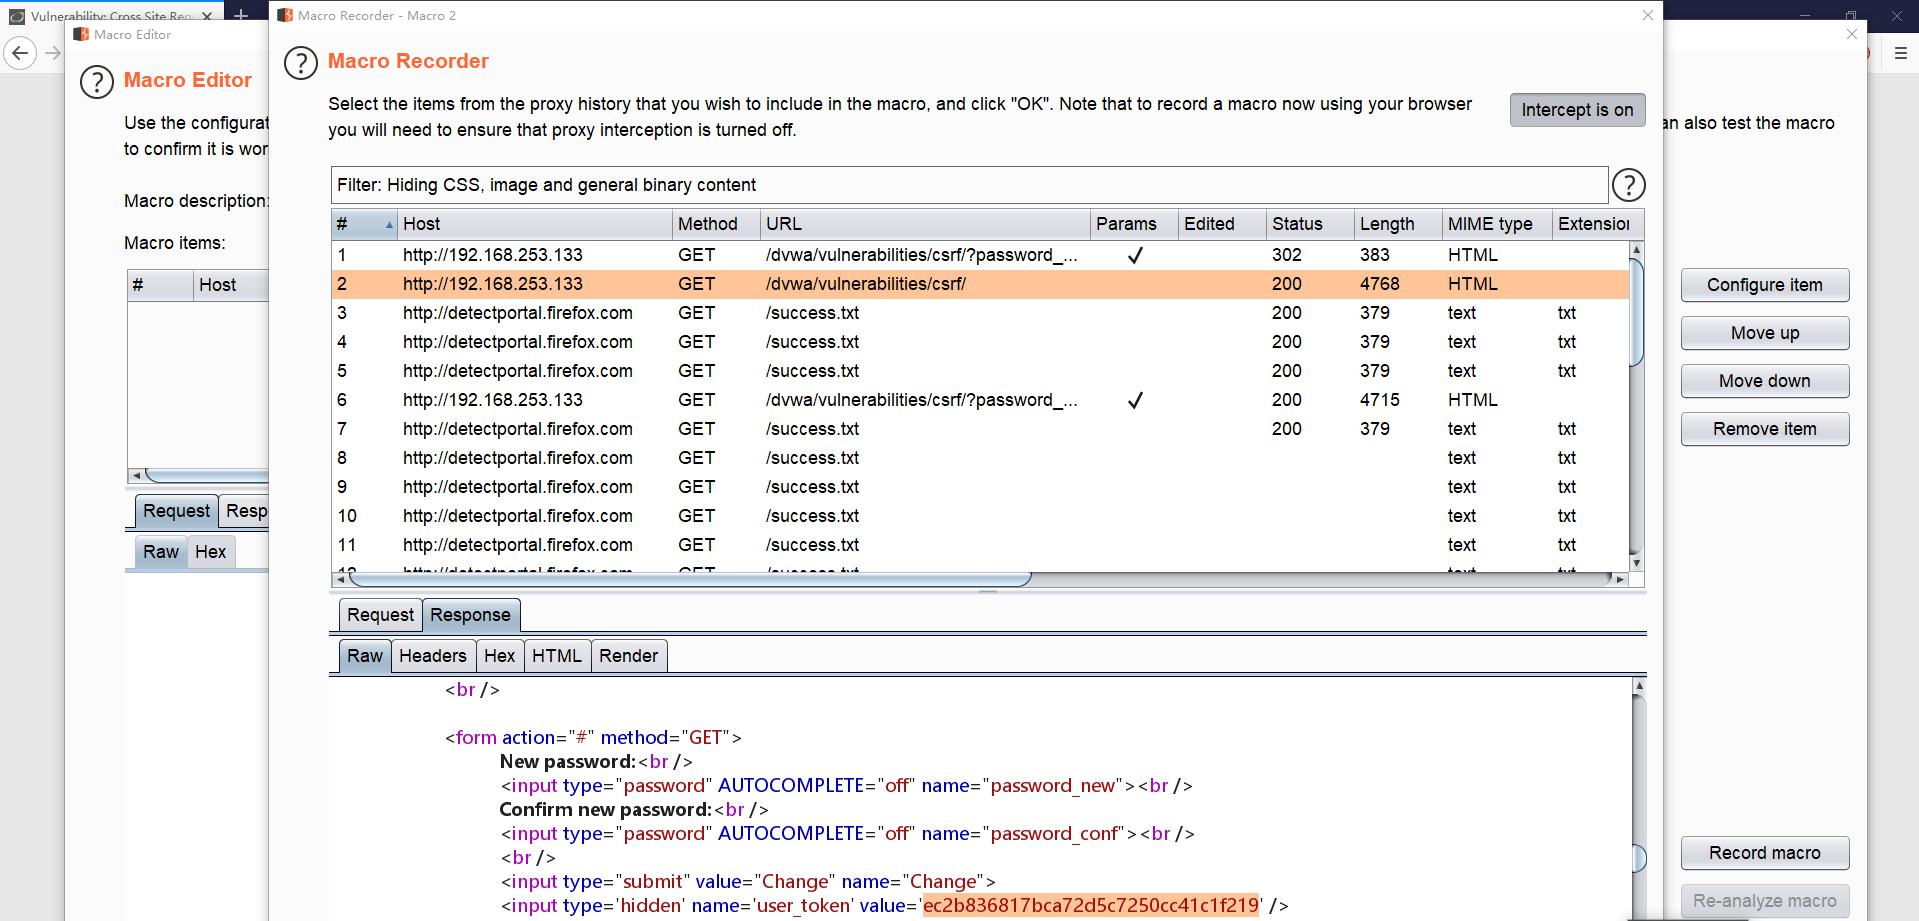 Vulnerability: Cross Site Req
Macro Editor
Macro Recorder - Macro 2
Macro Editor
Macro Recorder
Use the configurat
to confirm it is wor
Select the items from the proxy history that you wish to include in the macro, and click "OK". Note that to record a macro now using your browser
you will need to ensure that proxy interception is turned off.
Intercept is on
an also test the macro
Macro description:
Macro items:
# Host
Filter: Hiding CSS, image and general binary content
# Host Method URL Params Edited Status Length MIME type Extension
1 http://192.168.253.133 GET /dvwa/vulnerabilities/csrf/?password_... ✓ 302 383 HTML
2 http://192.168.253.133 GET /dvwa/vulnerabilities/csrf/ 200 4768 HTML
3 http://detectportal.firefox.com GET /success.txt 200 379 text txt
4 http://detectportal.firefox.com GET /success.txt 200 379 text txt
5 http://detectportal.firefox.com GET /success.txt 200 379 text txt
6 http://192.168.253.133 GET /dvwa/vulnerabilities/csrf/?password_... ✓ 200 4715 HTML
7 http://detectportal.firefox.com GET /success.txt 200 379 text txt
8 http://detectportal.firefox.com GET /success.txt text txt
9 http://detectportal.firefox.com GET /success.txt text txt
10 http://detectportal.firefox.com GET /success.txt text txt
11 http://detectportal.firefox.com GET /success.txt text txt
12 http://detectportal.firefox.com GET /success.txt text txt
Configure item
Move up
Move down
Remove item
Request Resp
Raw Hex
Request Response
Raw Headers Hex HTML Render
<br />
<form action="#" method="GET">
New password:<br />
<input type="password" AUTOCOMPLETE="off" name="password_new"><br />
Confirm new password:<br />
<input type="password" AUTOCOMPLETE="off" name="password_conf"><br />
<br />
<input type="submit" value="Change" name="Change">
<input type='hidden' name='user_token' value='ec2b836817bca72d5c7250cc41c1f219' />
Record macro
Re-analyze macro